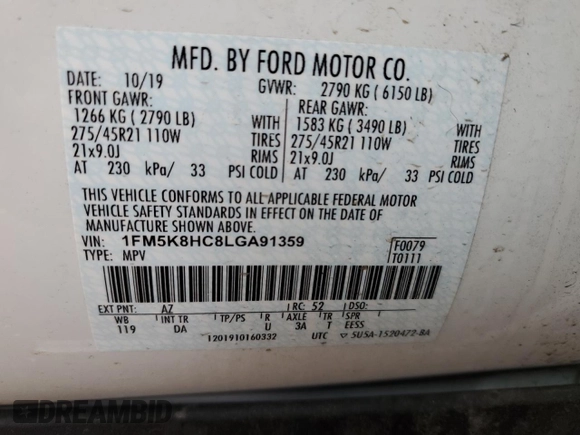 MFD. BY FORD MOTOR CO.
DATE: 10/19 GVWR: 2790 KG ( 6150 LB)
FRONT GAWR: REAR GAWR:
1266 KG ( 2790 LB) WITH 1583 KG ( 3490 LB) WITH
275/45R21 110W TIRES 275/45R21 110W TIRES
21x9.0J RIMS 21x9.0J RIMS
AT 230 kPa/ 33 PSI COLD AT 230 kPa/ 33 PSI COLD
THIS VEHICLE CONFORMS TO ALL APPLICABLE FEDERAL MOTOR
VEHICLE SAFETY STANDARDS IN EFFECT ON THE DATE OF
MANUFACTURE SHOWN ABOVE.
VIN: 1FM5K8HC8LGA91359 F0079
TYPE: MPV T0111
EXT PNT: AZ RC: 52 DSO:
WB INT TR TP/PS R AXLE TR SPR
119 DA U 3A T EESS
1201910160332 UTC 5U5A-1520472-BA
DREAMBID